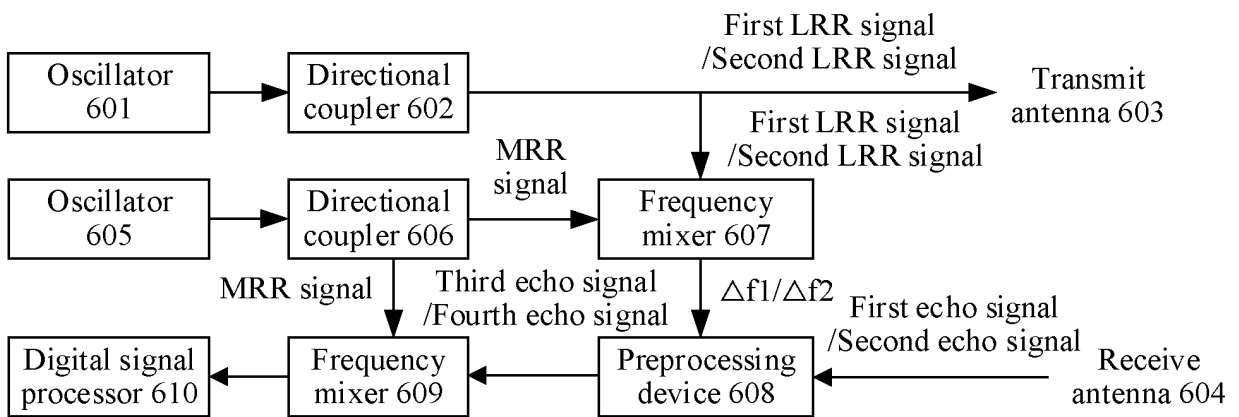 First LRR signal
/Second LRR signal
Oscillator
601
Directional
coupler 602
Transmit
antenna 603
First LRR signal
/Second LRR signal
MRR
signal
Oscillator
605
Directional
coupler 606
Frequency
mixer 607
MRR signal
Third echo signal
/Fourth echo signal
△f1/△f2
First echo signal
/Second echo signal
Digital signal
processor 610
Frequency
mixer 609
Preprocessing
device 608
Receive
antenna 604